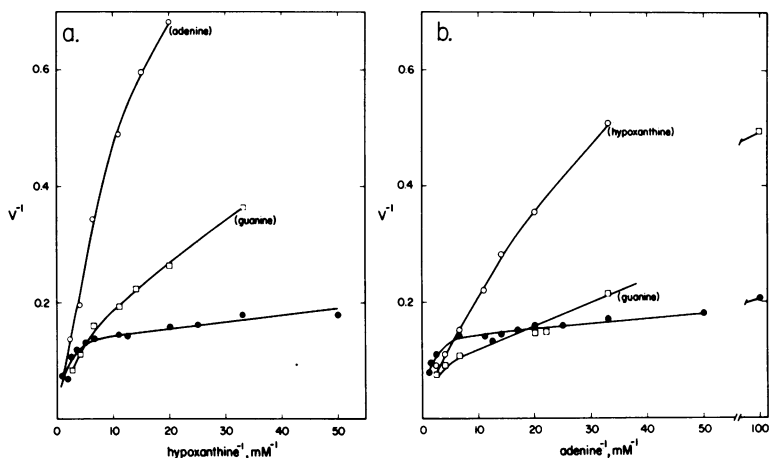 a.
(adenine)
(guanine)
0.6
0.4
0.2
V⁻¹
0
10
20
30
40
50
hypoxanthine⁻¹, mM⁻¹
b.
(hypoxanthine)
(guanine)
0.6
0.4
0.2
V⁻¹
0
10
20
30
40
50
100
adenine⁻¹, mM⁻¹